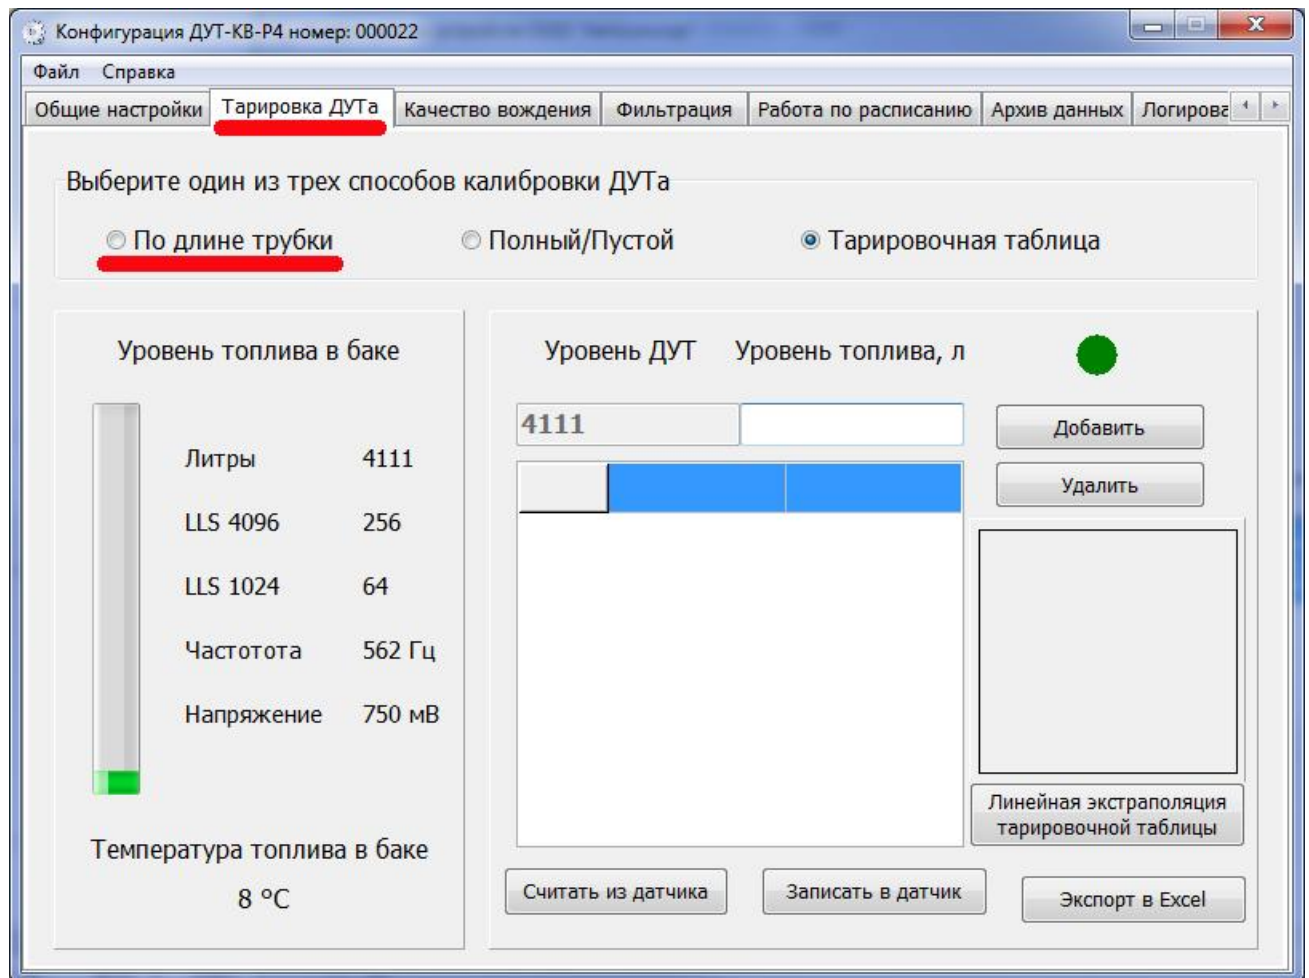 Конфигурация ДУТ-КВ-Р4 номер: 000022
Файл Справка
Общие настройки Тарировка ДУТа Качество вождения Фильтрация Работа по расписанию Архив данных Логирова
Выберите один из трех способов калибровки ДУТа
По длине трубки Полный/Пустой Тарировочная таблица
Уровень топлива в баке
Литры 4111
LLS 4096 256
LLS 1024 64
Частотота 562 Гц
Напряжение 750 мВ
Температура топлива в баке
8 °C
Уровень ДУТ Уровень топлива, л
4111
Добавить
Удалить
Линейная экстраполяция
тарировочной таблицы
Считать из датчика Записать в датчик Экспорт в Excel